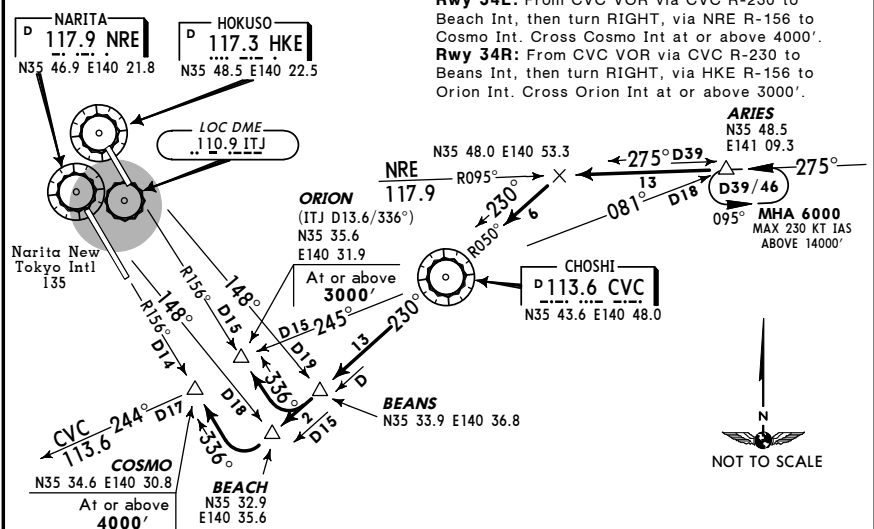 Rwy 34L: From CVC VOR via CVC R-230 to
Beach Int, then turn RIGHT, via NRE R-156 to
Cosmo Int. Cross Cosmo Int at or above 4000'.
Rwy 34R: From CVC VOR via CVC R-230 to
Beans Int, then turn RIGHT, via HKE R-156 to
Orion Int. Cross Orion Int at or above 3000'.
NARITA
D 117.9 NRE
N35 46.9 E140 21.8
HOKUSO
D 117.3 HKE
N35 48.5 E140 22.5
LOC DME
110.9 ITJ
ARIES
N35 48.5
E141 09.3
N35 48.0 E140 53.3
NRE
117.9
R095°
275° D39
275°
13
D39/46
095°
MHA 6000
MAX 230 KT IAS
ABOVE 14000'
081° D18
230°
6
R050°
ORION
(ITJ D13.6/336°)
N35 35.6
E140 31.9
At or above
3000'
CHOSHI
D 113.6 CVC
N35 43.6 E140 48.0
Narita New
Tokyo Intl
135
R156° D15
148° D19
D15 245°
230°
13
R156° D14
148° D18
336°
D
2
D15
BEANS
N35 33.9 E140 36.8
CVC 244°
113.6 D17
336°
COSMO
N35 34.6 E140 30.8
At or above
4000'
BEACH
N35 32.9
E140 35.6
N
NOT TO SCALE